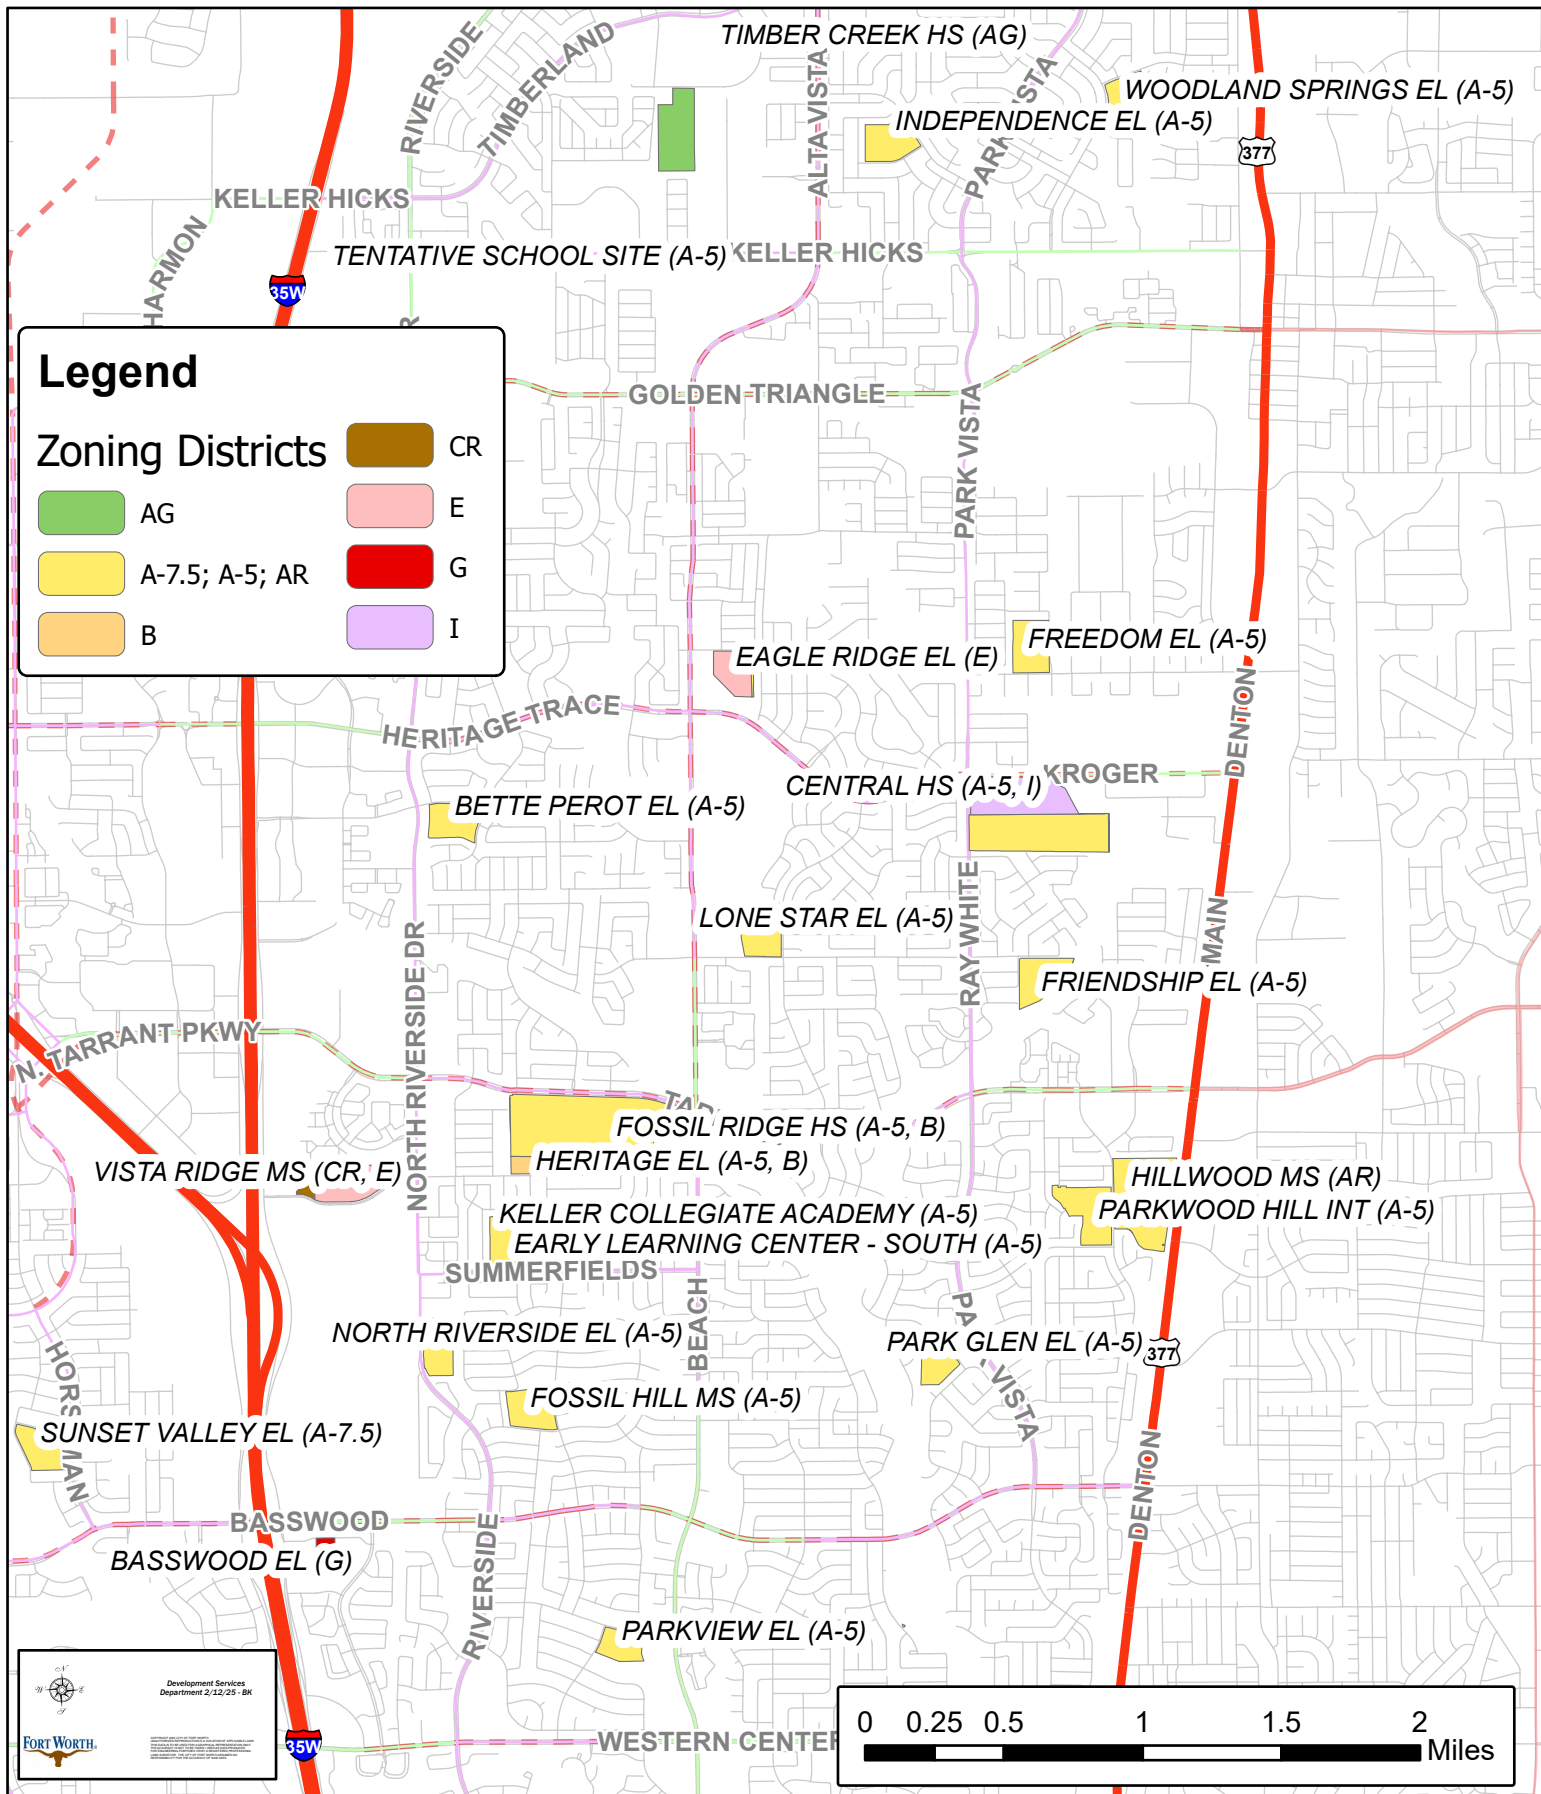 RIVERSIDE
TIMBERLAND
TIMBER CREEK HS (AG)
ALTA VISTA
PARK VISTA
WOODLAND SPRINGS EL (A-5)
INDEPENDENCE EL (A-5)
377
KELLER HICKS
HARMON
TENTATIVE SCHOOL SITE (A-5)
KELLER HICKS
35W
R
Legend
Zoning Districts
AG
A-7.5; A-5; AR
B
CR
E
G
I
GOLDEN TRIANGLE
PARK VISTA
FREEDOM EL (A-5)
EAGLE RIDGE EL (E)
DENTON
HERITAGE TRACE
KROGER
CENTRAL HS (A-5, I)
BETTE PEROT EL (A-5)
RAY WHITE
MAIN
LONE STAR EL (A-5)
NORTH RIVERSIDE DR
FRIENDSHIP EL (A-5)
N. TARRANT PKWY
TAR
FOSSIL RIDGE HS (A-5, B)
HERITAGE EL (A-5, B)
VISTA RIDGE MS (CR, E)
HILLWOOD MS (AR)
PARKWOOD HILL INT (A-5)
KELLER COLLEGIATE ACADEMY (A-5)
EARLY LEARNING CENTER - SOUTH (A-5)
SUMMERFIELDS
BEACH
PA VISTA
NORTH RIVERSIDE EL (A-5)
PARK GLEN EL (A-5)
377
HORS MAN
FOSSIL HILL MS (A-5)
SUNSET VALLEY EL (A-7.5)
DENTON
BASSWOOD
RIVERSIDE
BASSWOOD EL (G)
PARKVIEW EL (A-5)
N
W E
S
Development Services
Department 2/12/25 - BK
FORT WORTH®
35W
WESTERN CENTER
0 0.25 0.5 1 1.5 2
Miles